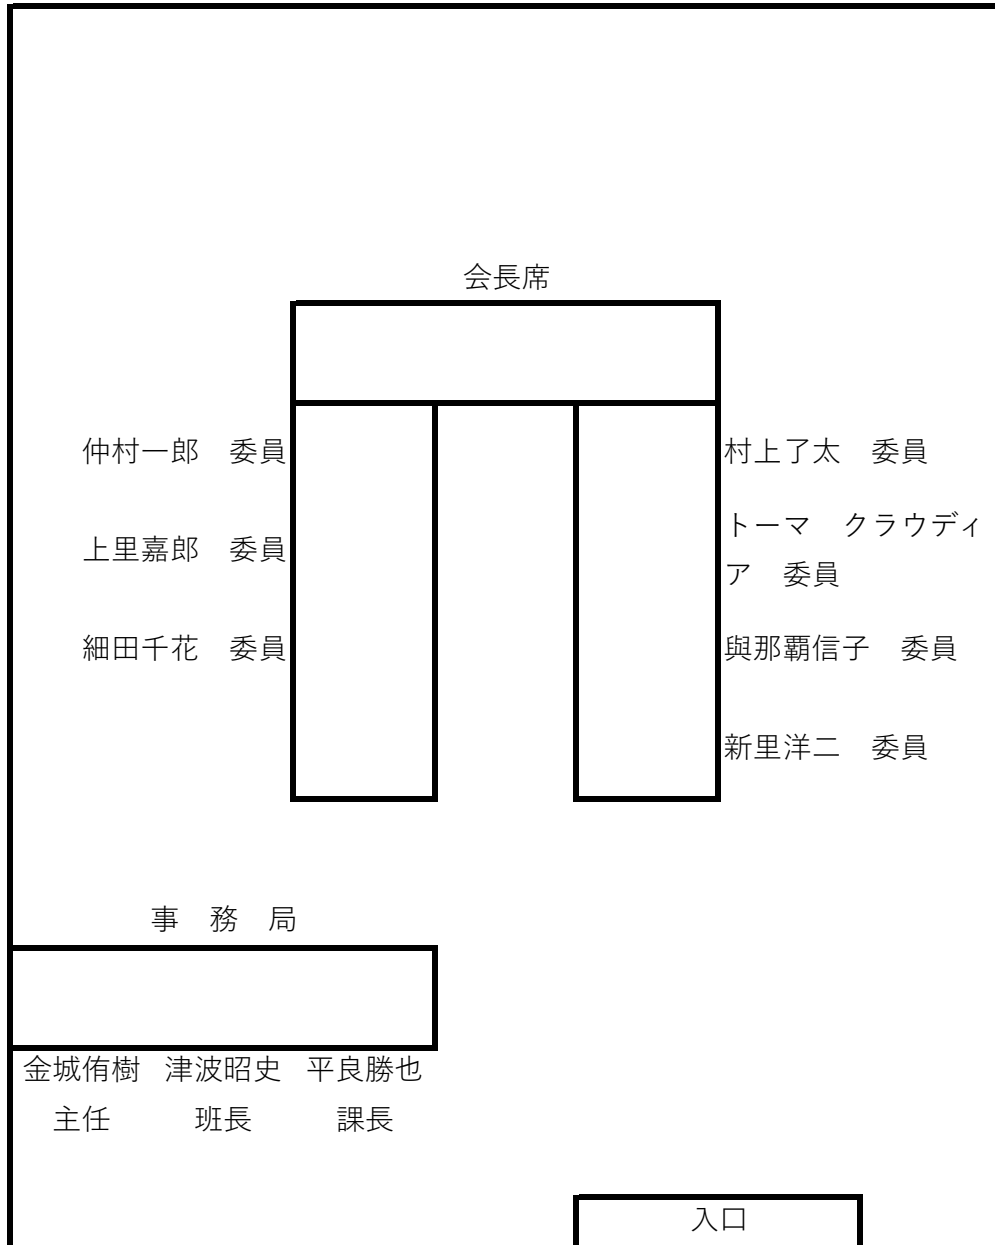 会長席
仲村一郎　委員
村上了太　委員
トーマ　クラウディ
ア　委員
上里嘉郎　委員
細田千花　委員
與那覇信子　委員
新里洋二　委員
事　務　局
金城侑樹　津波昭史　平良勝也
主任　班長　課長
入口